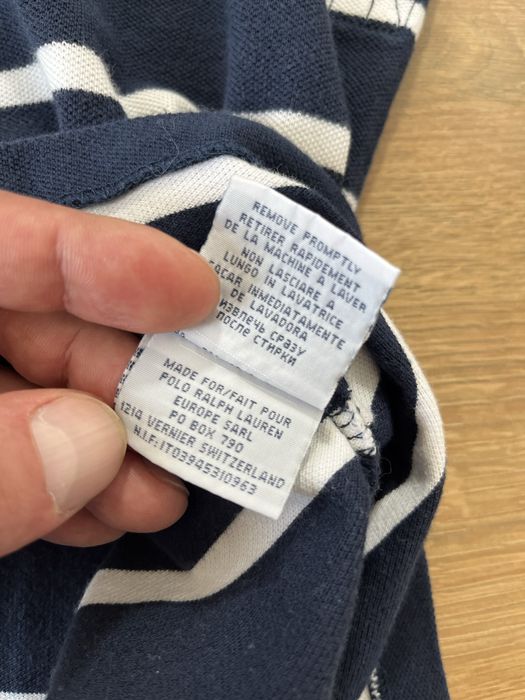 REMOVE PROMPTLY
RETIRER RAPIDEMENT
DE LA MACHINE A LAVER
NON LASCIARE A
LUNGO IN LAVATRICE
SACAR INMEDIATAMENTE
DE LAVADORA
ИЗВЛЕЧЬ СРАЗУ
ПОСЛЕ СТИРКИ
MADE FOR/FAIT POUR
POLO RALPH LAUREN
EUROPE SARL
PO BOX 790
1214 VERNIER SWITZERLAND
N.I.F:IT03945310963